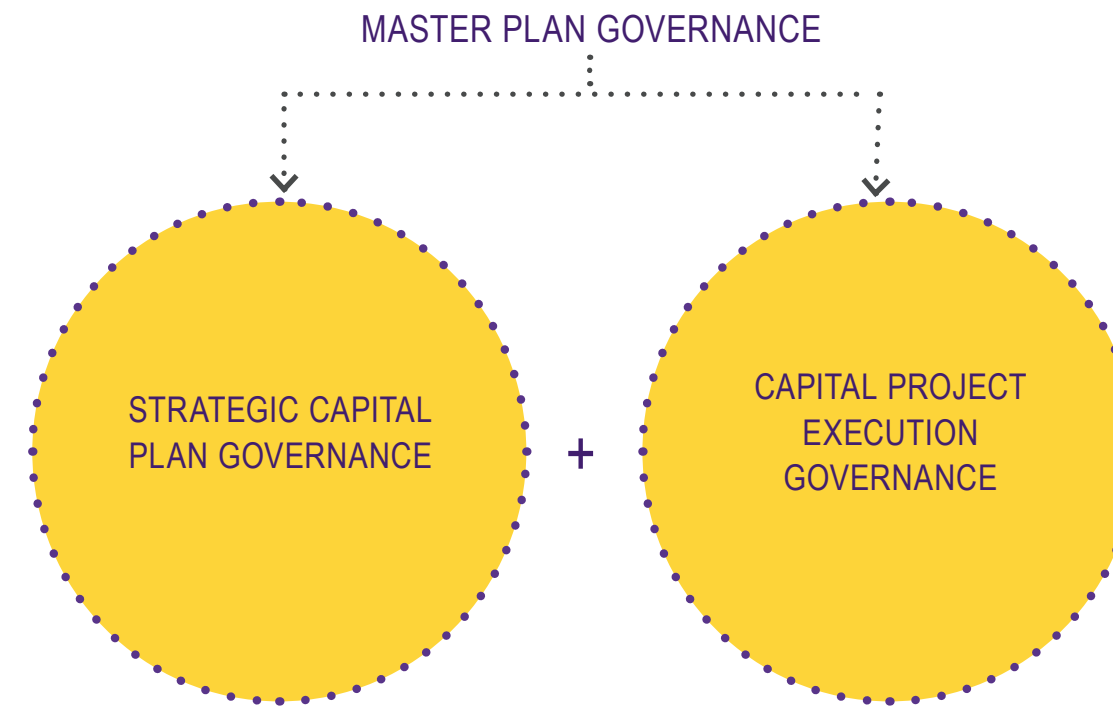 MASTER PLAN GOVERNANCE
STRATEGIC CAPITAL
PLAN GOVERNANCE
+
CAPITAL PROJECT
EXECUTION
GOVERNANCE